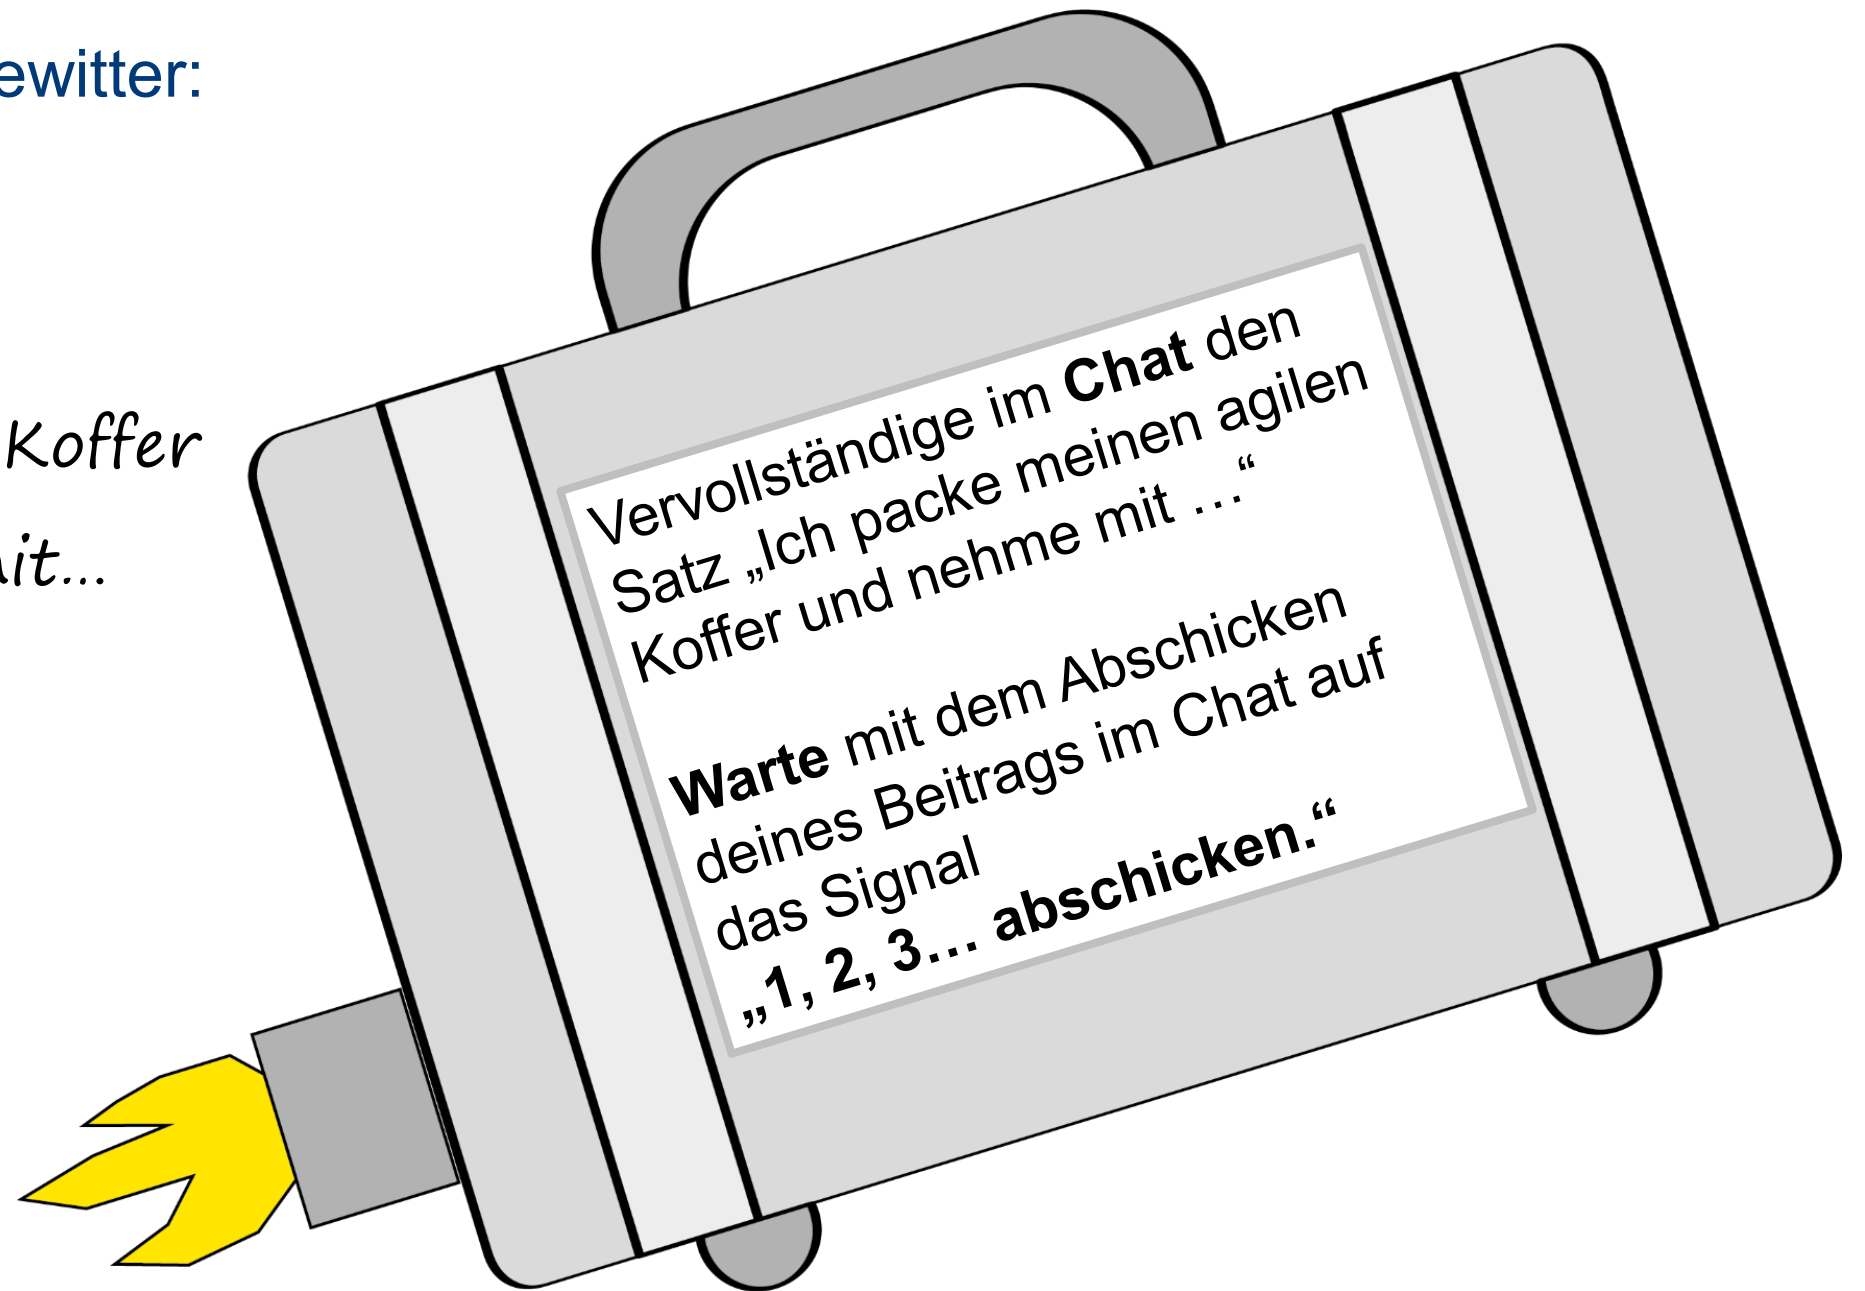 ewitter:
Koffer
it...
Vervollständige im Chat den
Satz „Ich packe meinen agilen
Koffer und nehme mit …“
Warte mit dem Abschicken
deines Beitrags im Chat auf
das Signal
„1, 2, 3… abschicken.“